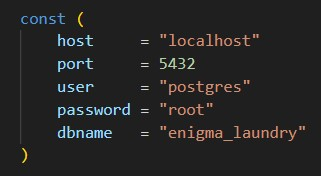 const (
    host     = "localhost"
    port     = 5432
    user     = "postgres"
    password = "root"
    dbname   = "enigma_laundry"
)